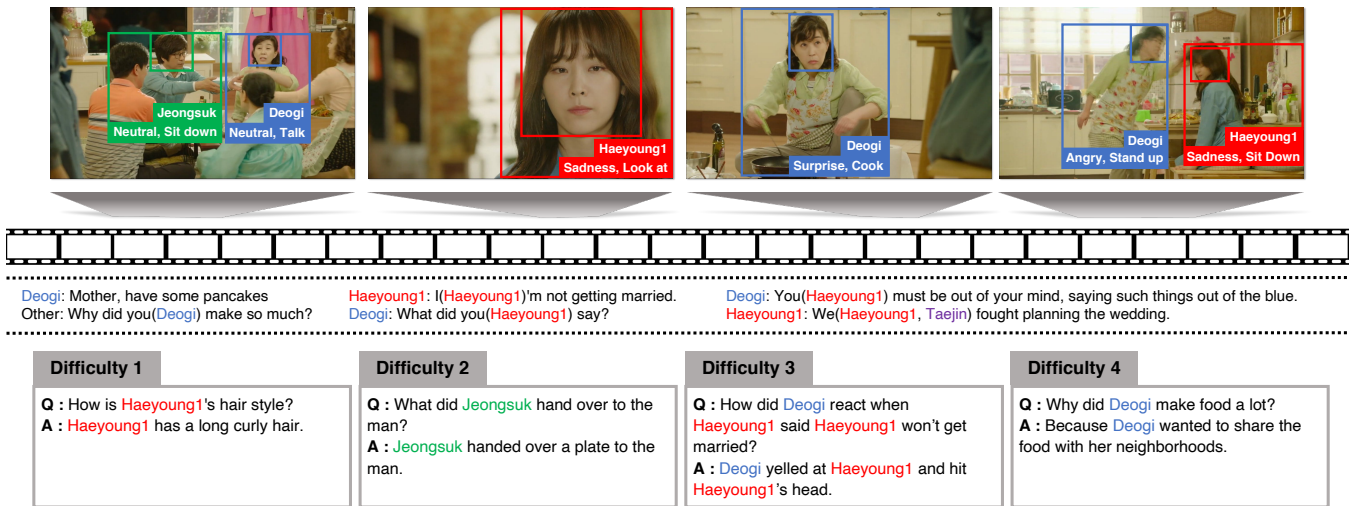 Jeongsuk
Neutral, Sit down
Deogi
Neutral, Talk
Haeyoung1
Sadness, Look at
Deogi
Surprise, Cook
Deogi
Angry, Stand up
Haeyoung1
Sadness, Sit Down
Deogi: Mother, have some pancakes
Other: Why did you(Deogi) make so much?
Haeyoung1: I(Haeyoung1)'m not getting married.
Deogi: What did you(Haeyoung1) say?
Deogi: You(Haeyoung1) must be out of your mind, saying such things out of the blue.
Haeyoung1: We(Haeyoung1, Taejin) fought planning the wedding.
Difficulty 1
Q : How is Haeyoung1's hair style?
A : Haeyoung1 has a long curly hair.
Difficulty 2
Q : What did Jeongsuk hand over to the
man?
A : Jeongsuk handed over a plate to the
man.
Difficulty 3
Q : How did Deogi react when
Haeyoung1 said Haeyoung1 won't get
married?
A : Deogi yelled at Haeyoung1 and hit
Haeyoung1's head.
Difficulty 4
Q : Why did Deogi make food a lot?
A : Because Deogi wanted to share the
food with her neighborhoods.